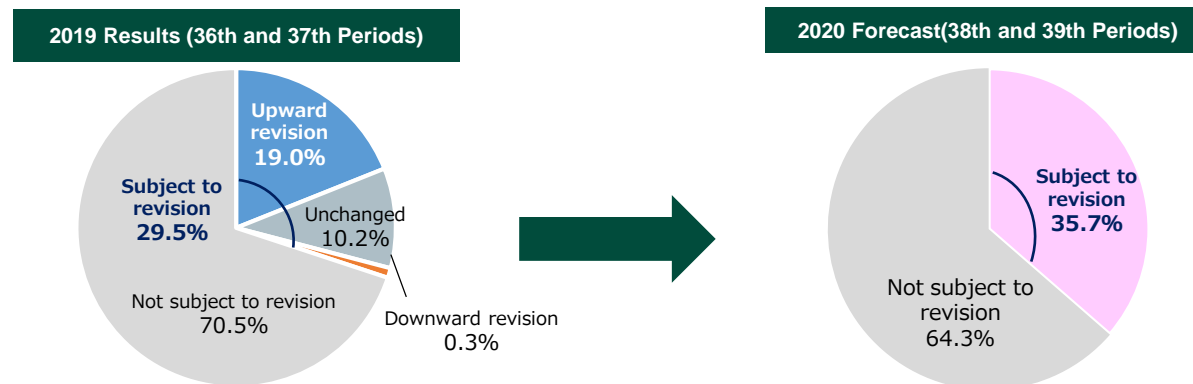 2019 Results (36th and 37th Periods)
Upward
revision
19.0%
Subject to
revision
29.5%
Unchanged
10.2%
Not subject to revision
70.5%
Downward revision
0.3%
2020 Forecast(38th and 39th Periods)
Subject to
revision
35.7%
Not subject to
revision
64.3%